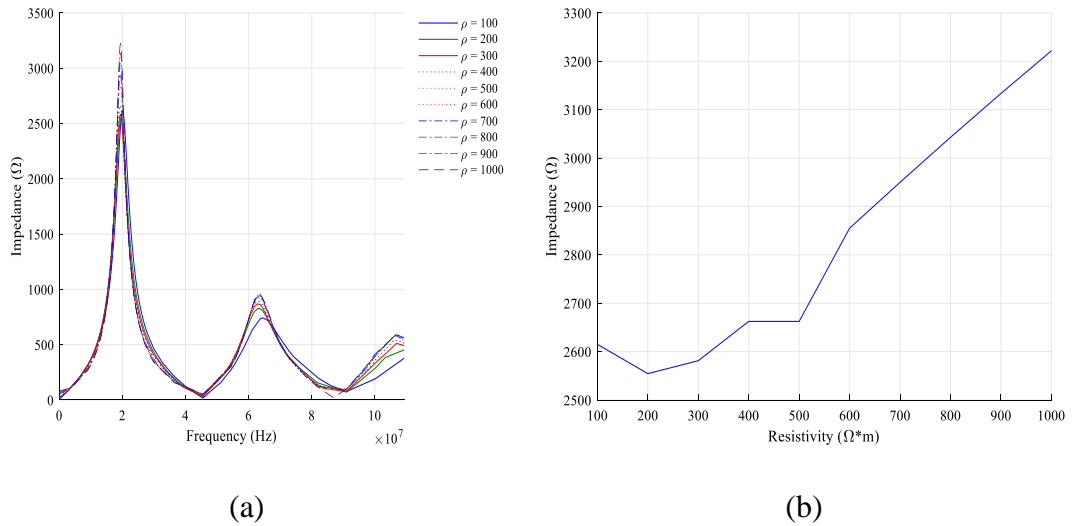 3500
3000
2500
2000
1500
1000
500
0
Impedance (Ω)
0
2
4
6
8
10
×10⁷
Frequency (Hz)
ρ = 100
ρ = 200
ρ = 300
ρ = 400
ρ = 500
ρ = 600
ρ = 700
ρ = 800
ρ = 900
ρ = 1000
(a)
3300
3200
3100
3000
2900
2800
2700
2600
2500
Impedance (Ω)
100
200
300
400
500
600
700
800
900
1000
Resistivity (Ω*m)
(b)